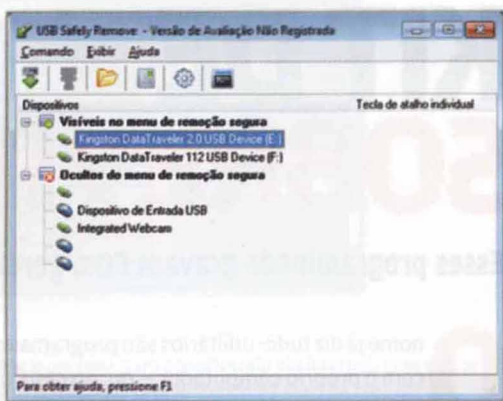 USB Safely Remove - Versão de Avaliação Não Registrada
Comando Exibir Ajuda
Dispositivos Tecla de atalho individual
Visíveis no menu de remoção segura
Kingston DataTraveler 2.0 USB Device (E:)
Kingston DataTraveler 112 USB Device (F:)
Ocultos do menu de remoção segura
Dispositivo de Entrada USB
Integrated Webcam
Para obter ajuda, pressione F1